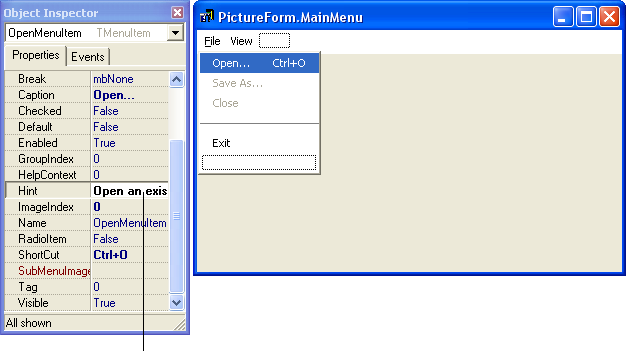 Object Inspector
OpenMenuItem TMenuItem
Properties Events
Break mbNone
Caption Open...
Checked False
Default False
Enabled True
GroupIndex 0
HelpContext 0
Hint Open an exis
ImageIndex 0
Name OpenMenuItem
RadioItem False
ShortCut Ctrl+O
SubMenuImage
Tag 0
Visible True
All shown
PictureForm.MainMenu
File View
Open... Ctrl+O
Save As...
Close
Exit